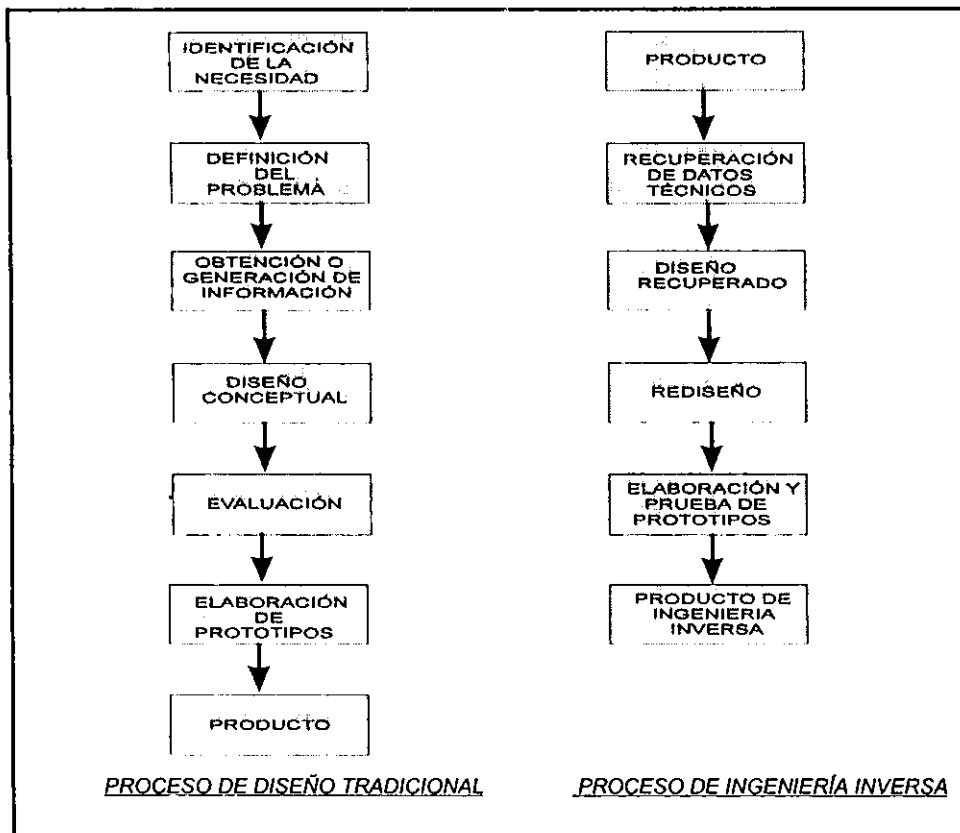 IDENTIFICACIÓN
DE LA
NECESIDAD
DEFINICIÓN
DEL
PROBLEMA
OBTENCIÓN O
GENERACIÓN DE
INFORMACIÓN
DISEÑO
CONCEPTUAL
EVALUACIÓN
ELABORACIÓN
DE
PROTOTIPOS
PRODUCTO
PROCESO DE DISEÑO TRADICIONAL
PRODUCTO
RECUPERACIÓN
DE DATOS
TÉCNICOS
DISEÑO
RECUPERADO
REDISEÑO
ELABORACIÓN Y
PRUEBA DE
PROTOTIPOS
PRODUCTO DE
INGENIERIA
INVERSA
PROCESO DE INGENIERÍA INVERSA